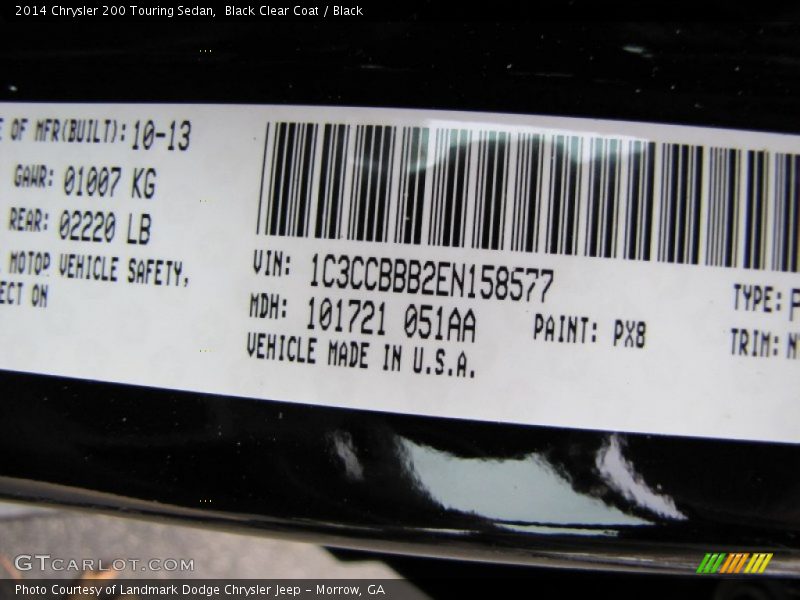 2014 Chrysler 200 Touring Sedan, Black Clear Coat / Black
E OF MFR(BUILT): 10-13
GAWR: 01007 KG
REAR: 02220 LB
MOTOR VEHICLE SAFETY,
ECT ON
VIN: 1C3CCBBB2EN158577
MDH: 101721 051AA
PAINT: PX8
VEHICLE MADE IN U.S.A.
TYPE: P
TRIM:
GTCARLOT.COM
Photo Courtesy of Landmark Dodge Chrysler Jeep - Morrow, GA